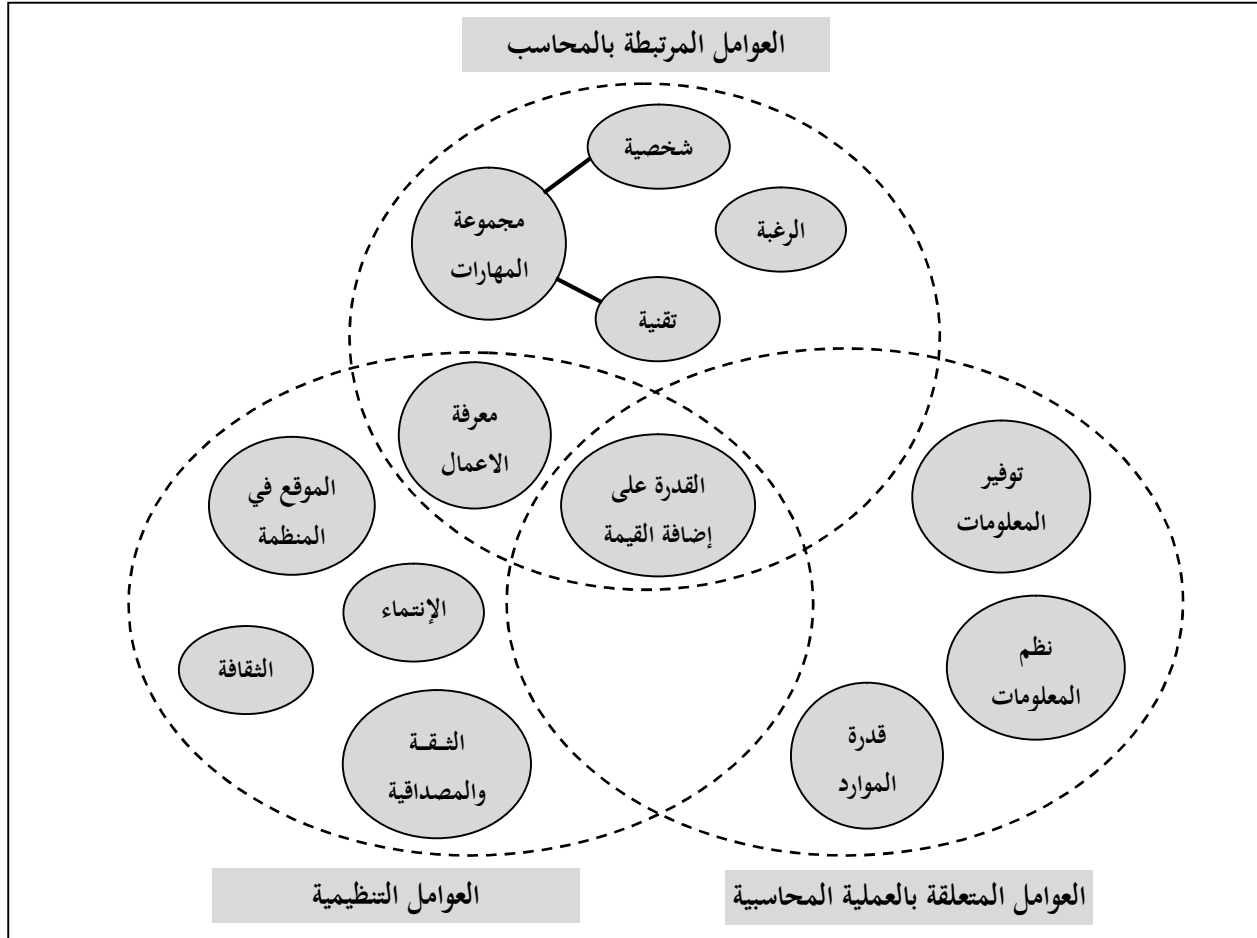 العوامل المرتبطة بالمحاسب
شخصية
مجموعة
المهارات
الرغبة
تقنية
معرفة
الاعمال
القدرة على
إضافة القيمة
توفير
المعلومات
الموقع في
المنظمة
الإنتماء
الثقافة
نظم
المعلومات
قدرة
الموارد
الثـقـة
والمصداقية
العوامل المتعلقة بالعملية المحاسبية
العوامل التنظيمية